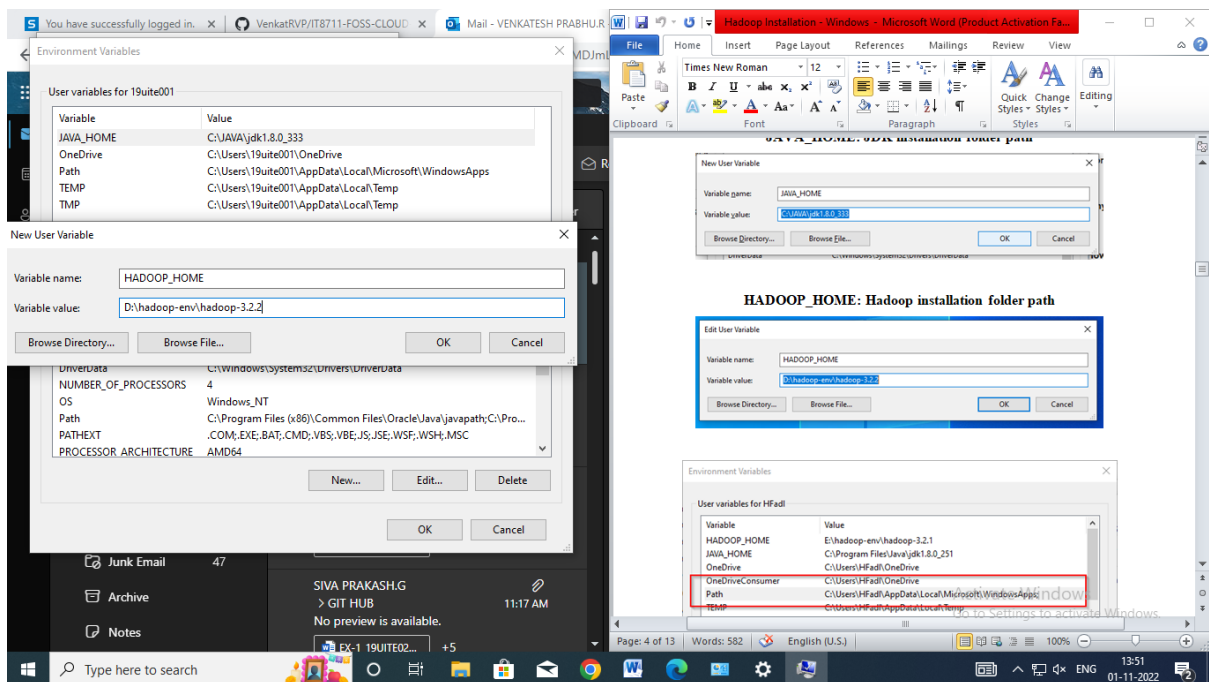 You have successfully logged in.
VenkatRVP/IT8711-FOSS-CLOUD
Mail - VENKATESH PRABHU.R
Environment Variables
User variables for 19uite001
Variable Value
JAVA_HOME C:\JAVA\jdk1.8.0_333
OneDrive C:\Users\19uite001\OneDrive
Path C:\Users\19uite001\AppData\Local\Microsoft\WindowsApps
TEMP C:\Users\19uite001\AppData\Local\Temp
TMP C:\Users\19uite001\AppData\Local\Temp
New User Variable
Variable name: HADOOP_HOME
Variable value: D:\hadoop-env\hadoop-3.2.2
Browse Directory... Browse File... OK Cancel
DriverData C:\Windows\System32\Drivers\DriverData
NUMBER_OF_PROCESSORS 4
OS Windows_NT
Path C:\Program Files (x86)\Common Files\Oracle\Java\javapath;C:\Pro...
PATHEXT .COM;.EXE;.BAT;.CMD;.VBS;.VBE;.JS;.JSE;.WSF;.WSH;.MSC
PROCESSOR_ARCHITECTURE AMD64
New... Edit... Delete
OK Cancel
Junk Email 47
Archive
Notes
SIVA PRAKASH.G
> GIT HUB 11:17 AM
No preview is available.
EX-1 19UITE02... +5
Hadoop Installation - Windows - Microsoft Word (Product Activation Fa...
File Home Insert Page Layout References Mailings Review View
Paste
Times New Roman 12
Quick Styles
Change Styles
Editing
Clipboard Font Paragraph Styles
JAVA_HOME: JDK installation folder path
New User Variable
Variable name: JAVA_HOME
Variable value: C:\JAVA\jdk1.8.0_333
Browse Directory... Browse File... OK Cancel
DriverData C:\Windows\System32\Drivers\DriverData
HADOOP_HOME: Hadoop installation folder path
Edit User Variable
Variable name: HADOOP_HOME
Variable value: D:\hadoop-env\hadoop-3.2.2
Browse Directory... Browse File... OK Cancel
Environment Variables
User variables for HFadl
Variable Value
HADOOP_HOME E:\hadoop-env\hadoop-3.2.1
JAVA_HOME C:\Program Files\Java\jdk1.8.0_251
OneDrive C:\Users\HFadl\OneDrive
OneDriveConsumer C:\Users\HFadl\OneDrive
Path C:\Users\HFadl\AppData\Local\Microsoft\WindowsApps;
TEMP C:\Users\HFadl\AppData\Local\Temp
Activate Windows
Go to Settings to activate Windows.
Page: 4 of 13 Words: 582 English (U.S.) 100%
Type here to search
ENG
13:51
01-11-2022